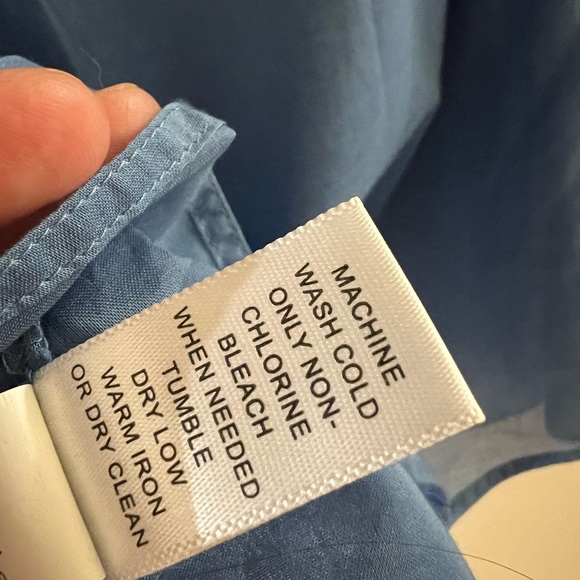 MACHINE
WASH COLD
ONLY NON-
CHLORINE
BLEACH
WHEN NEEDED
TUMBLE
DRY LOW
WARM IRON
OR DRY CLEAN